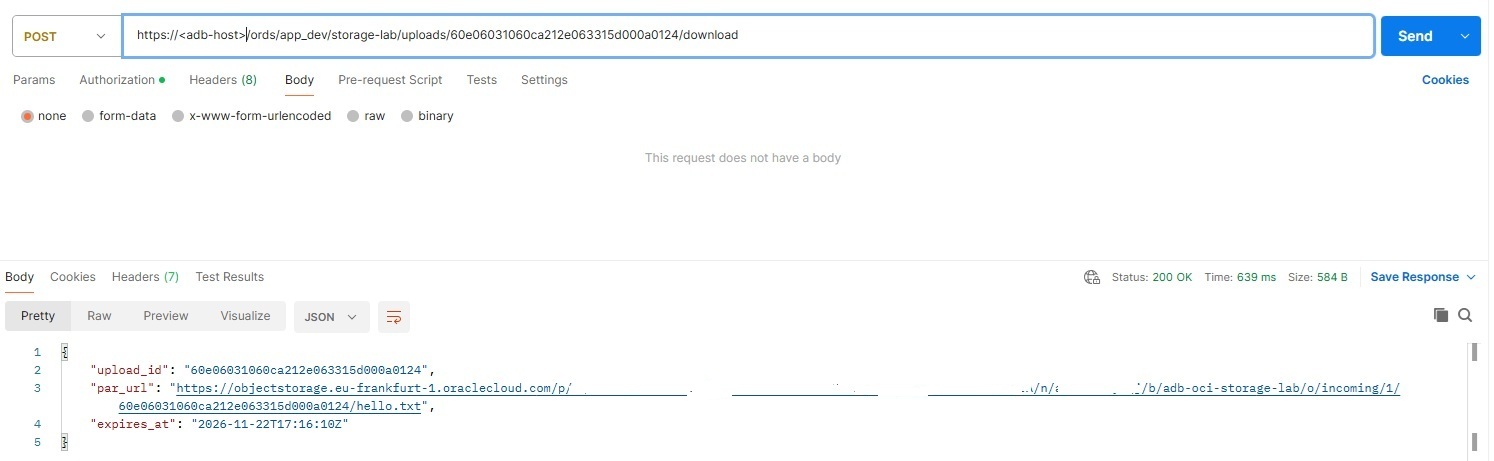 POST
https://<adb-host>/ords/app_dev/storage-lab/uploads/60e06031060ca212e063315d000a0124/download
Send
Params Authorization Headers (8) Body Pre-request Script Tests Settings Cookies
none form-data x-www-form-urlencoded raw binary
This request does not have a body
Body Cookies Headers (7) Test Results Status: 200 OK Time: 639 ms Size: 584 B Save Response
Pretty Raw Preview Visualize JSON
1 {
2 "upload_id": "60e06031060ca212e063315d000a0124",
3 "par_url": "https://objectstorage.eu-frankfurt-1.oraclecloud.com/p/ /n/ /b/adb-oci-storage-lab/o/incoming/1/
60e06031060ca212e063315d000a0124/hello.txt",
4 "expires_at": "2026-11-22T17:16:10Z"
5 }